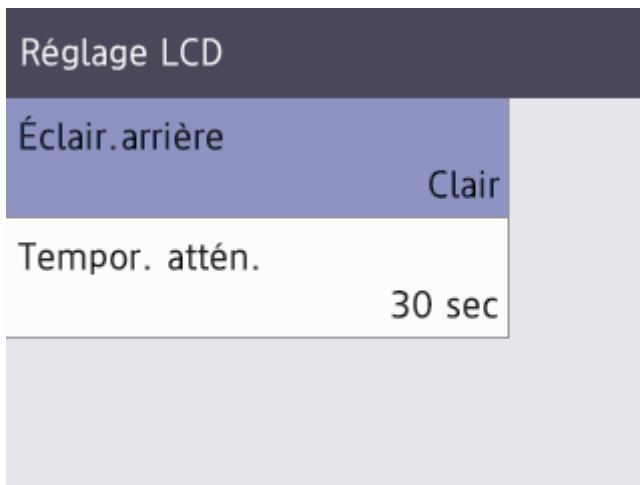 Réglage LCD
Éclair.arrière
Clair
Tempor. attén.
30 sec